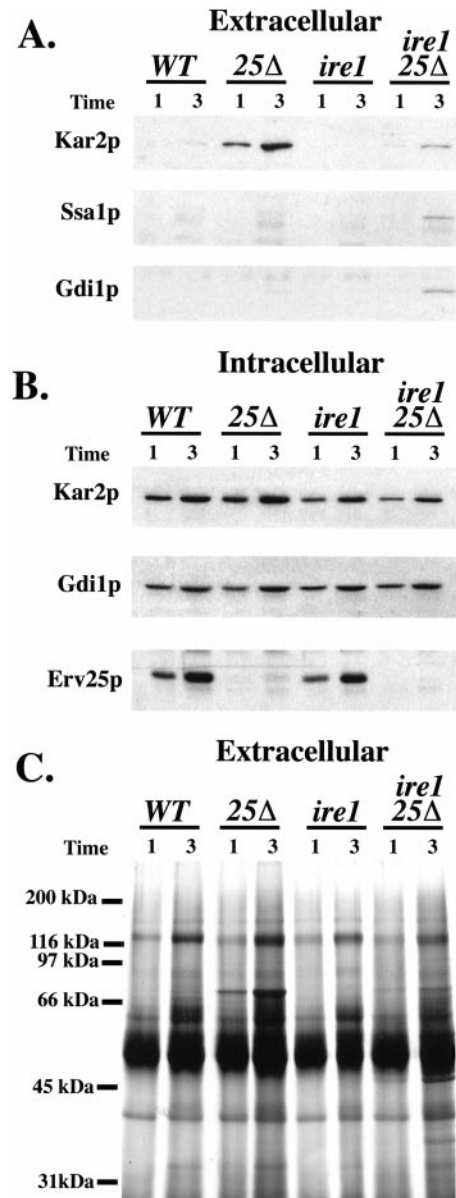 A.
Extracellular
WT 25Δ ire1 ire1 25Δ
Time 1 3 1 3 1 3 1 3
Kar2p
Ssa1p
Gdi1p
B.
Intracellular
WT 25Δ ire1 ire1 25Δ
Time 1 3 1 3 1 3 1 3
Kar2p
Gdi1p
Erv25p
C.
Extracellular
WT 25Δ ire1 ire1 25Δ
Time 1 3 1 3 1 3 1 3
200 kDa
116 kDa
97 kDa
66 kDa
45 kDa
31kDa